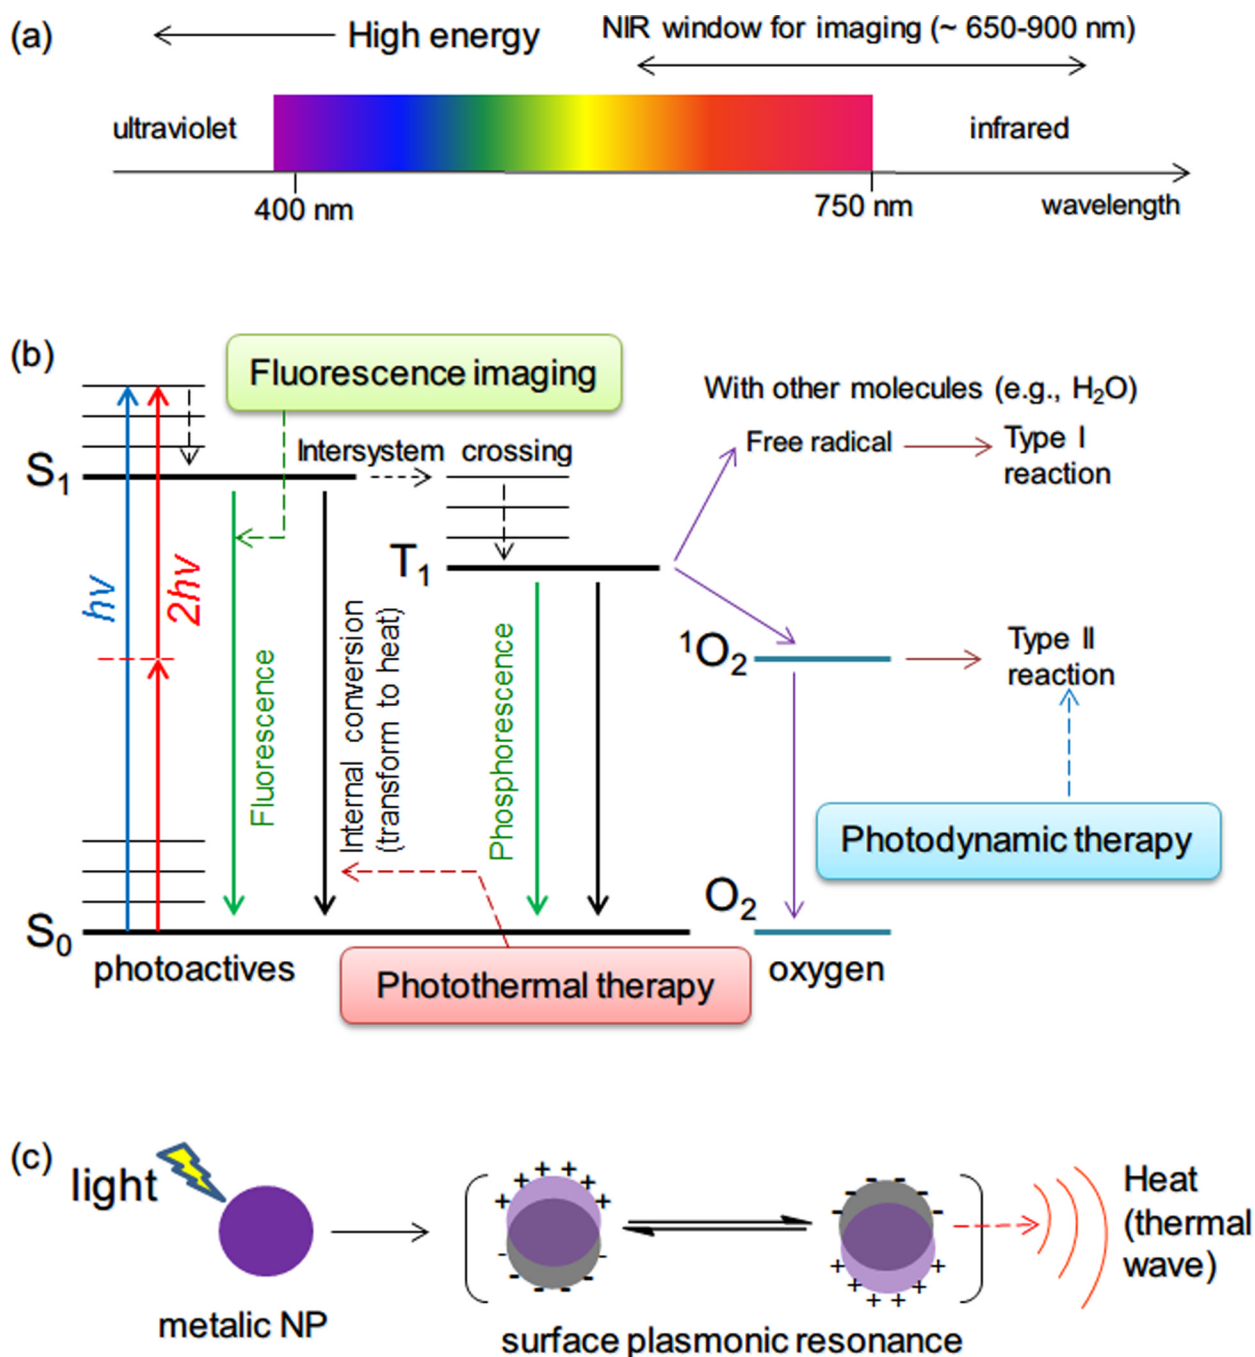 (a)
High energy
NIR window for imaging (~ 650-900 nm)
ultraviolet
infrared
400 nm
750 nm
wavelength
(b)
Fluorescence imaging
With other molecules (e.g., H₂O)
Free radical
Type I
reaction
Intersystem crossing
S₁
T₁
hν
2hν
Fluorescence
Internal conversion
(transform to heat)
Phosphorescence
¹O₂
Type II
reaction
Photodynamic therapy
O₂
S₀
photoactives
oxygen
Photothermal therapy
(c)
light
metalic NP
+ + + + + + +
- - - - - -
- - - - - -
+ + + + + + +
surface plasmonic resonance
Heat
(thermal
wave)